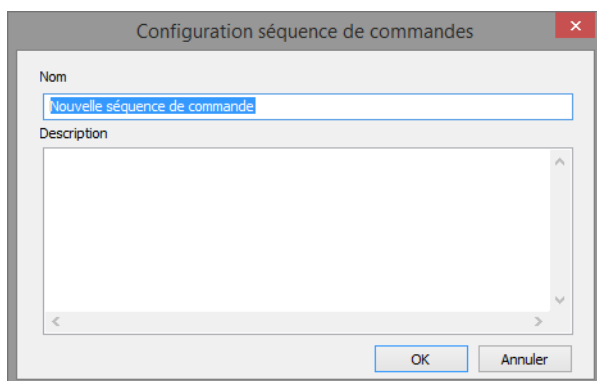 Configuration séquence de commandes
Nom
Nouvelle séquence de commande
Description
OK Annuler